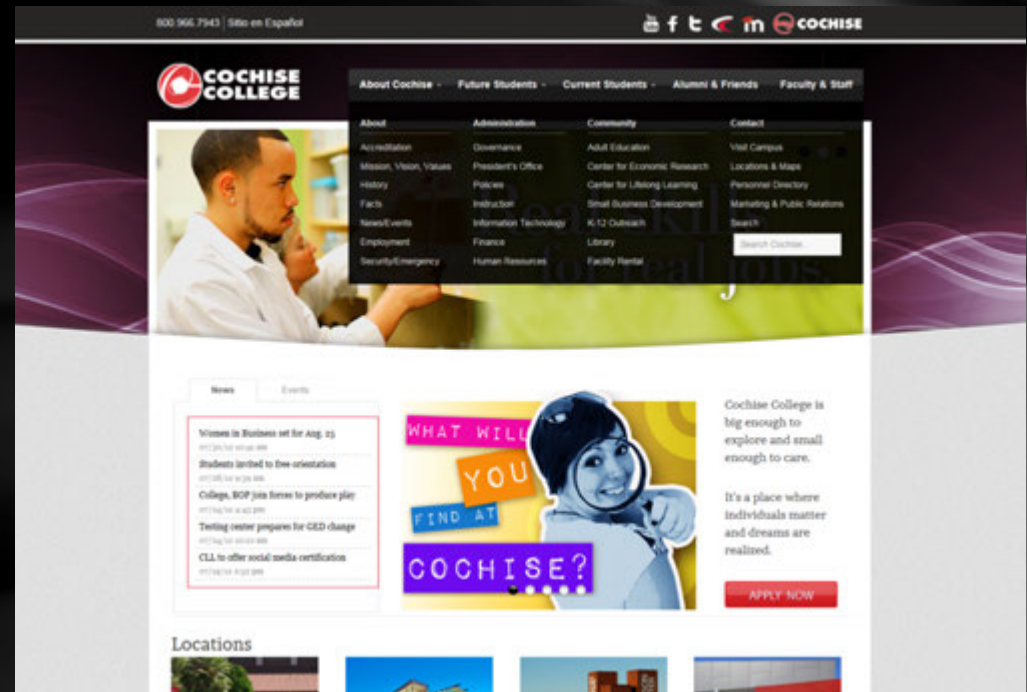 800.966.7943 | Sitio en Español
You Tube
COCHISE
COCHISE
COLLEGE
About Cochise
Future Students
Current Students
Alumni & Friends
Faculty & Staff
About
Accreditation
Mission, Vision, Values
History
Facts
News/Events
Employment
Security/Emergency
Administration
Governance
President's Office
Policies
Instruction
Information Technology
Finance
Human Resources
Community
Adult Education
Center for Economic Research
Center for Lifelong Learning
Small Business Development
K-12 Outreach
Library
Facility Rental
Contact
Visit Campus
Locations & Maps
Personnel Directory
Marketing & Public Relations
Search
Search Cochise...
for real jobs.
News
Events
Women in Business set for Aug. 23
Students invited to free orientation
College, BOP join forces to produce play
Testing center prepares for GED change
CLL to offer social media certification
WHAT WILL
YOU
FIND AT
COCHISE?
Cochise College is
big enough to
explore and small
enough to care.
It's a place where
individuals matter
and dreams are
realized.
APPLY NOW
Locations